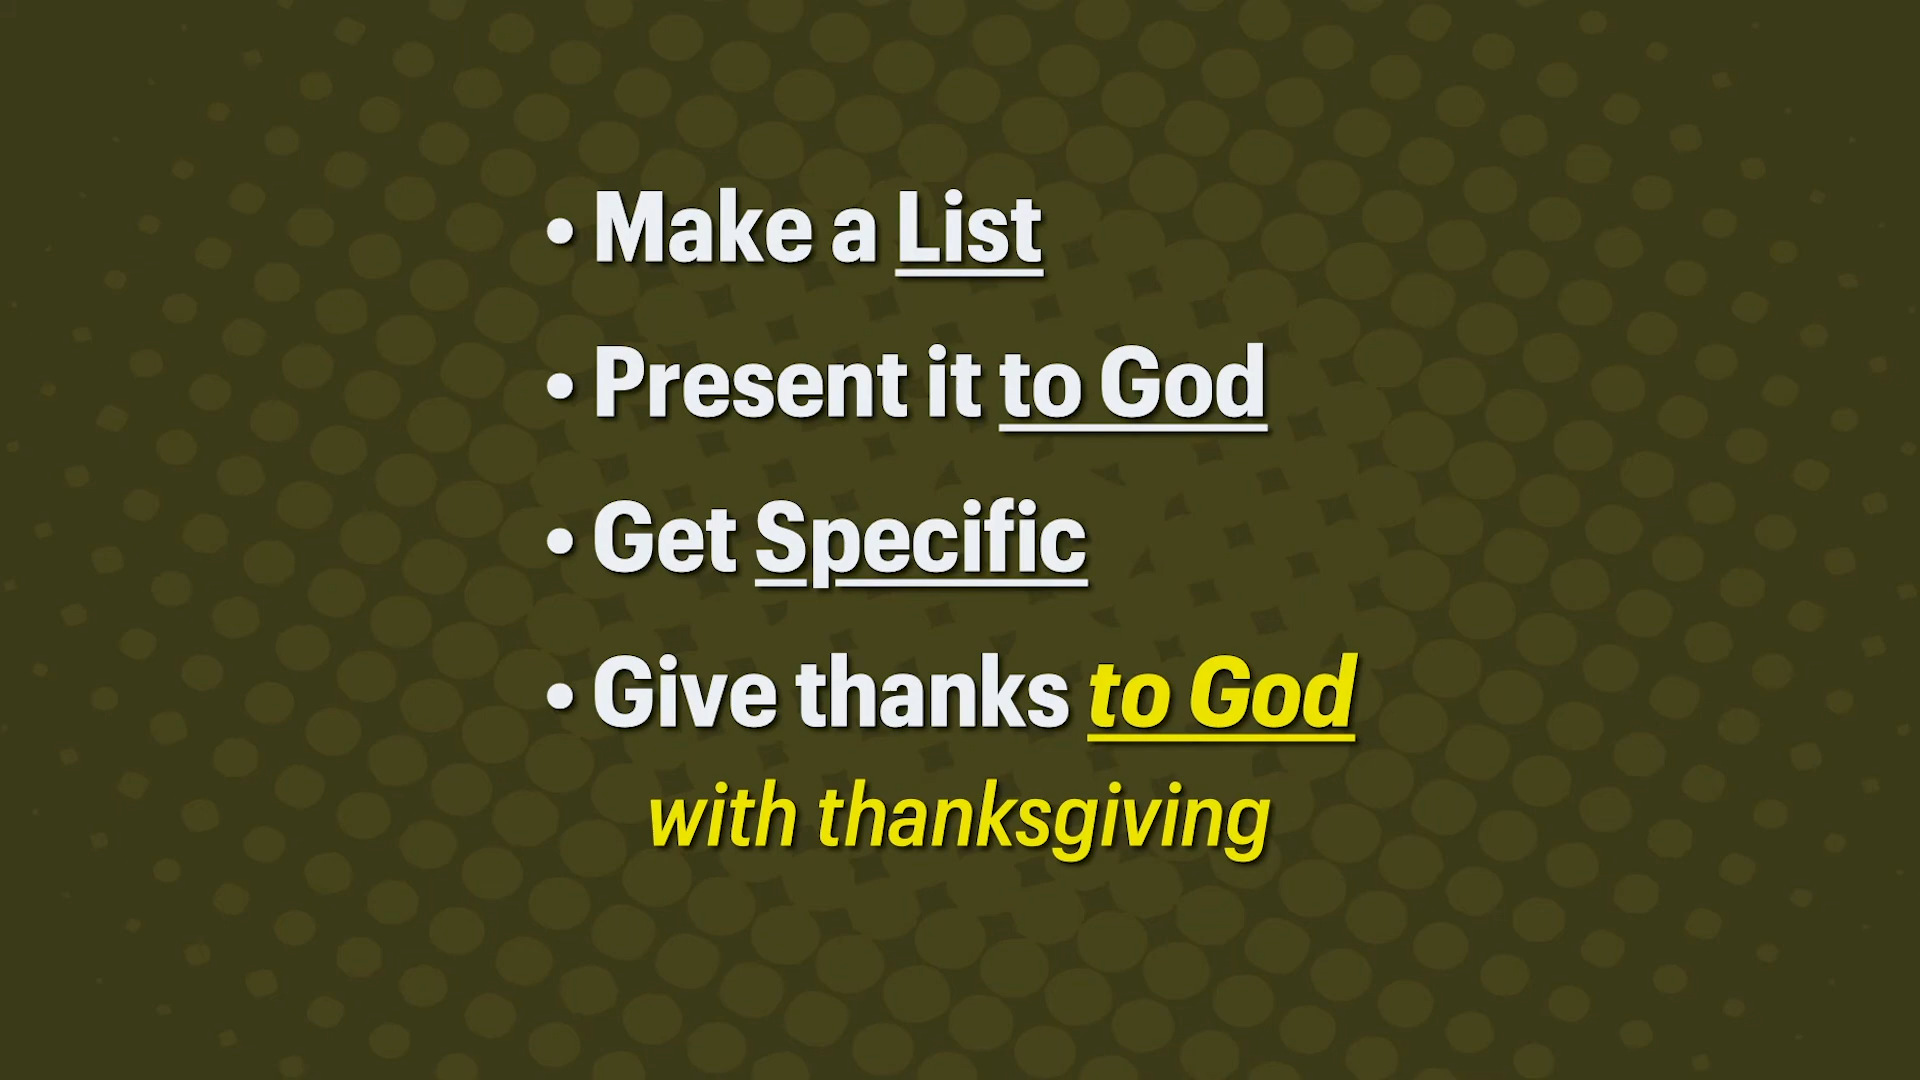 • Make a List
• Present it to God
• Get Specific
• Give thanks to God
with thanksgiving